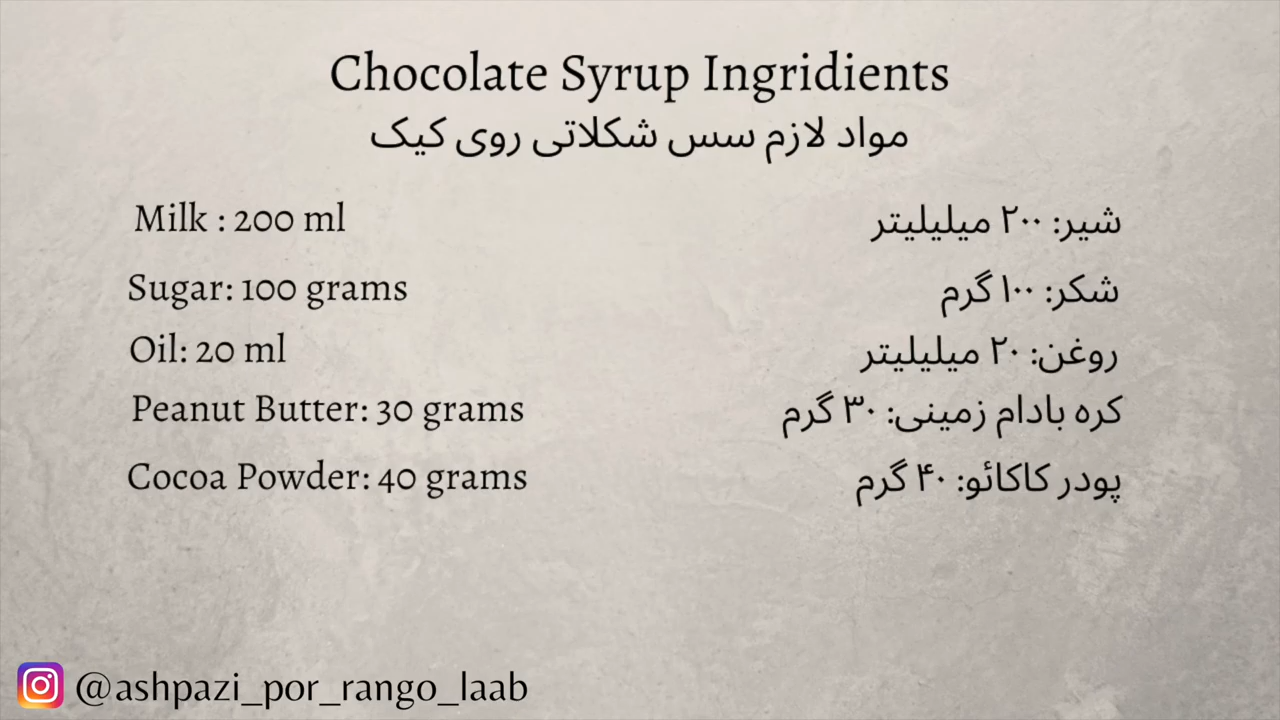 Chocolate Syrup Ingridients
مواد لازم سس شکلاتی روی کیک
Milk : 200 ml
شیر: ۲۰۰ میلیلیتر
Sugar: 100 grams
شکر: ۱۰۰ گرم
Oil: 20 ml
روغن: ۲۰ میلیلیتر
Peanut Butter: 30 grams
کره بادام زمینی: ۳۰ گرم
Cocoa Powder: 40 grams
پودر کاکائو: ۴۰ گرم
@ashpazi_por_rango_laab